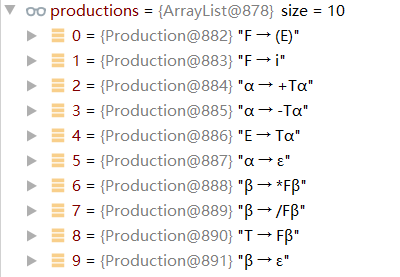 productions = {ArrayList@878} size = 10
0 = {Production@882} "F → (E)"
1 = {Production@883} "F → i"
2 = {Production@884} "α → +Tα"
3 = {Production@885} "α → -Tα"
4 = {Production@886} "E → Tα"
5 = {Production@887} "α → ε"
6 = {Production@888} "β → *Fβ"
7 = {Production@889} "β → /Fβ"
8 = {Production@890} "T → Fβ"
9 = {Production@891} "β → ε"